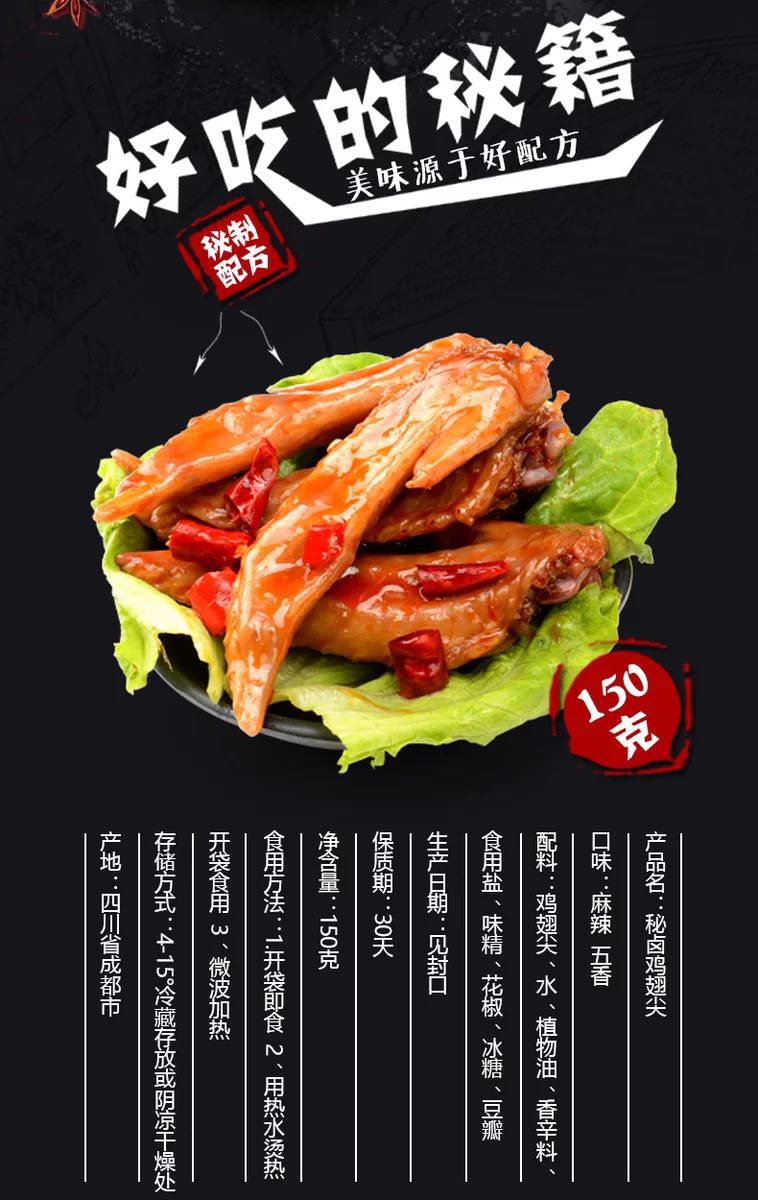 好吃的秘籍
美味源于好配方
秘制
配方
150
克
产品名：秘卤鸡翅尖
口味：麻辣 五香
配料：鸡翅尖、水、植物油、香辛料、
食用盐、味精、花椒、冰糖、豆瓣
生产日期：见封口
保质期：30天
净含量：150克
食用方法：1.开袋即食 2、用热水烫热
开袋食用 3、微波加热
存储方式：4-15°冷藏存放或阴凉干燥处
产地：四川省成都市